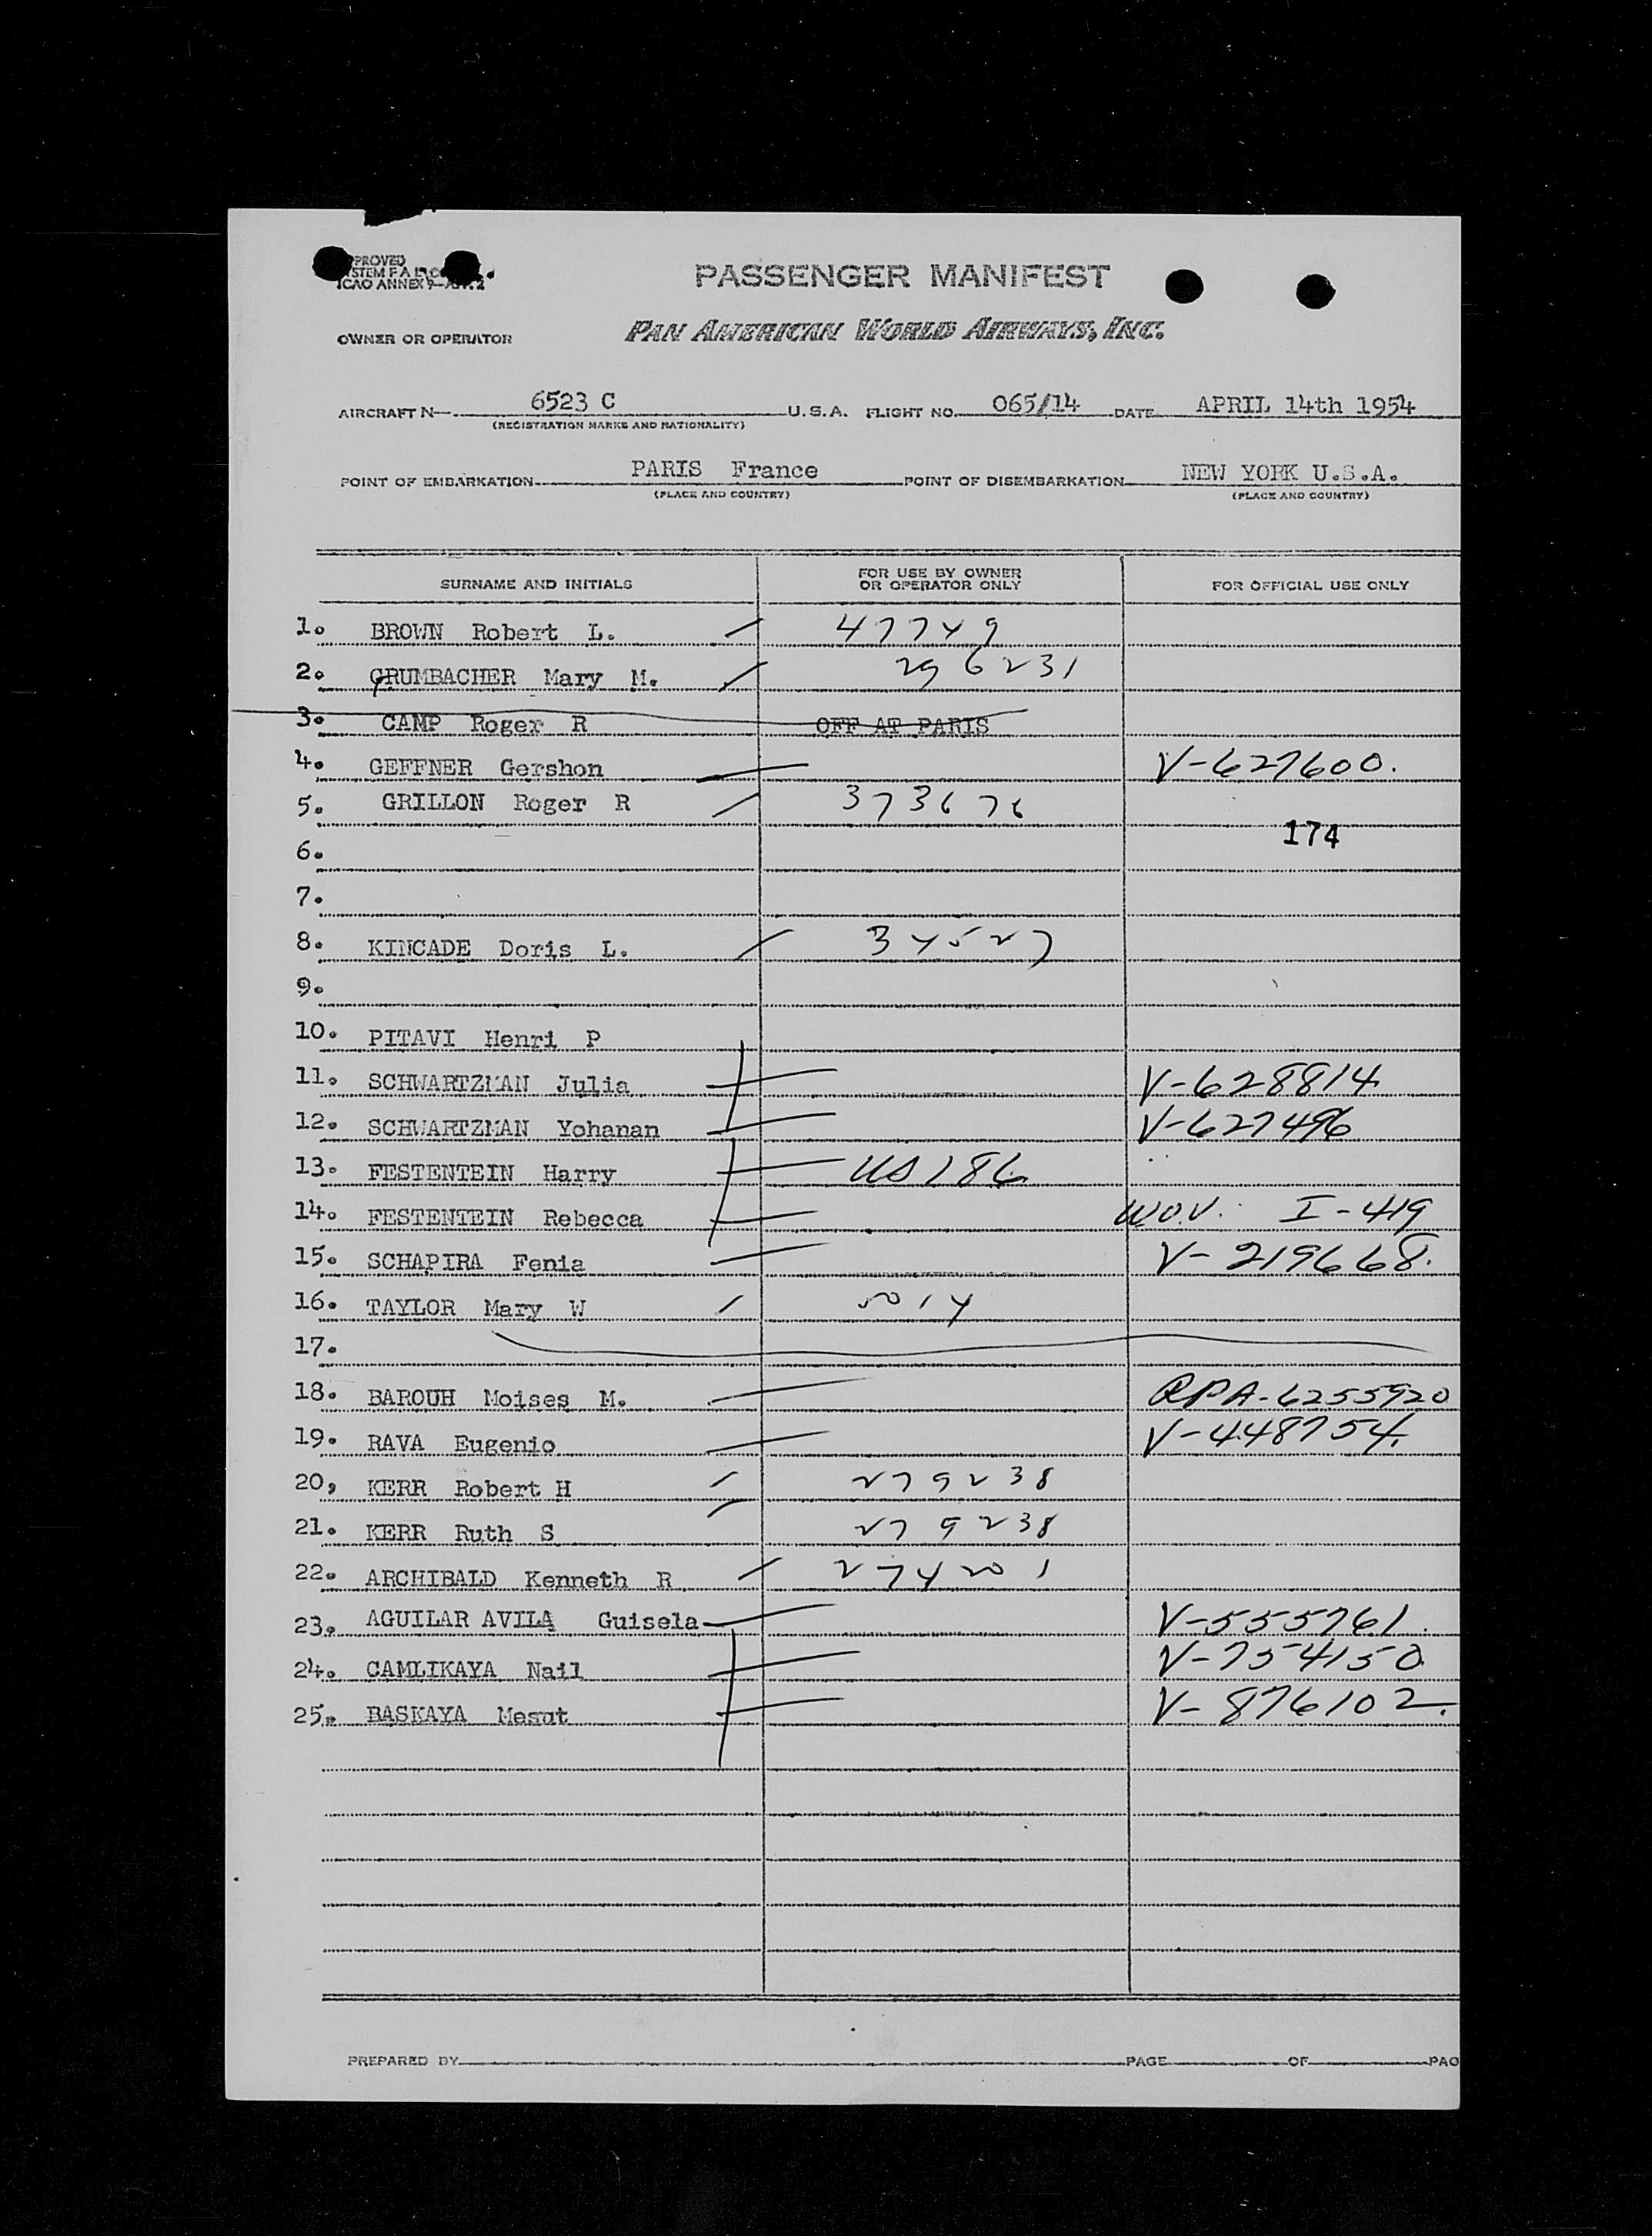 PASSENGER MANIFEST
OWNER OR OPERATOR PAN AMERICAN WORLD AIRWAYS, INC.
AIRCRAFT N— 6523 C U.S.A. FLIGHT NO. 065/14 DATE APRIL 14th 1954
(REGISTRATION MARKS AND NATIONALITY)
POINT OF EMBARKATION PARIS France POINT OF DISEMBARKATION NEW YORK U.S.A.
(PLACE AND COUNTRY) (PLACE AND COUNTRY)
SURNAME AND INITIALS FOR USE BY OWNER OR OPERATOR ONLY FOR OFFICIAL USE ONLY
1. BROWN Robert L. 47749
2. GRUMBACHER Mary M. 296231
3. CAMP Roger R OFF AT PARIS
4. GEFFNER Gershon V-627600.
5. GRILLON Roger R 373676
174
6.
7.
8. KINCADE Doris L. 34527
9.
10. PITAVI Henri P
11. SCHWARTZMAN Julia V-628814
12. SCHWARTZMAN Yohanan V-627496
13. FESTENTEIN Harry US186
14. FESTENTEIN Rebecca W.O.V. I-419
15. SCHAPIRA Fenia V-219668.
16. TAYLOR Mary W 5014
17.
18. BAROUH Moises M. RPA-6255920
19. RAVA Eugenio V-448754.
20, KERR Robert H 279238
21. KERR Ruth S 279238
22. ARCHIBALD Kenneth R 274201
23. AGUILAR AVILA Guisela V-555761.
24. CAMLIKAYA Nail V-754150
25. BASKAYA Mesut V-876102.
PREPARED BY PAGE OF PAG